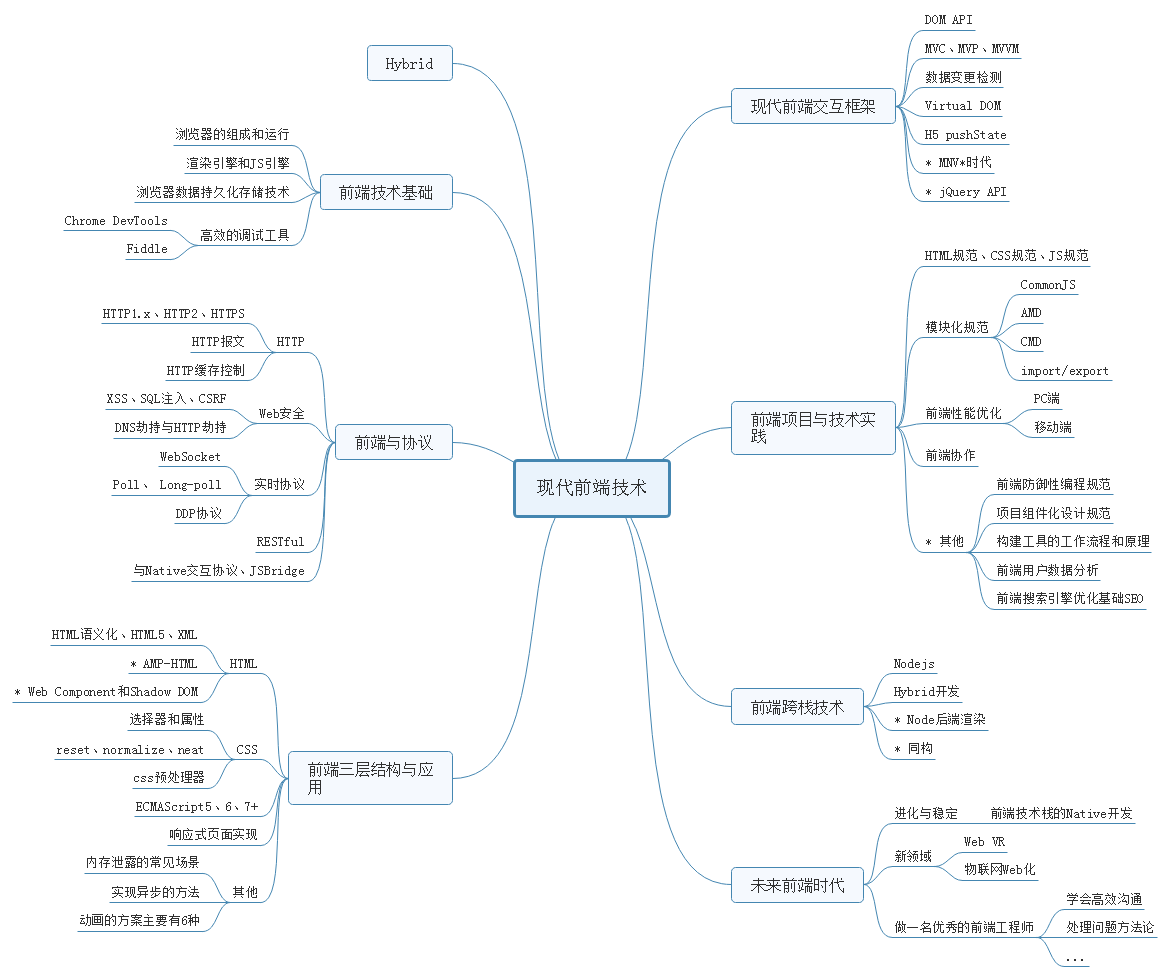 现代前端技术
Hybrid
前端技术基础
浏览器的组成和运行
渲染引擎和JS引擎
浏览器数据持久化存储技术
高效的调试工具
Chrome DevTools
Fiddle
前端与协议
HTTP
HTTP1.x、HTTP2、HTTPS
HTTP报文
HTTP缓存控制
Web安全
XSS、SQL注入、CSRF
DNS劫持与HTTP劫持
实时协议
WebSocket
Poll、 Long-poll
DDP协议
RESTful
与Native交互协议、JSBridge
前端三层结构与应
用
HTML
HTML语义化、HTML5、XML
* AMP-HTML
* Web Component和Shadow DOM
CSS
选择器和属性
reset、normalize、neat
css预处理器
ECMAScript5、6、7+
响应式页面实现
其他
内存泄露的常见场景
实现异步的方法
动画的方案主要有6种
现代前端交互框架
DOM API
MVC、MVP、MVVM
数据变更检测
Virtual DOM
H5 pushState
* MNV*时代
* jQuery API
前端项目与技术实
践
HTML规范、CSS规范、JS规范
模块化规范
CommonJS
AMD
CMD
import/export
前端性能优化
PC端
移动端
前端协作
* 其他
前端防御性编程规范
项目组件化设计规范
构建工具的工作流程和原理
前端用户数据分析
前端搜索引擎优化基础SEO
前端跨栈技术
Nodejs
Hybrid开发
* Node后端渲染
* 同构
未来前端时代
进化与稳定
前端技术栈的Native开发
新领域
Web VR
物联网Web化
做一名优秀的前端工程师
学会高效沟通
处理问题方法论
...